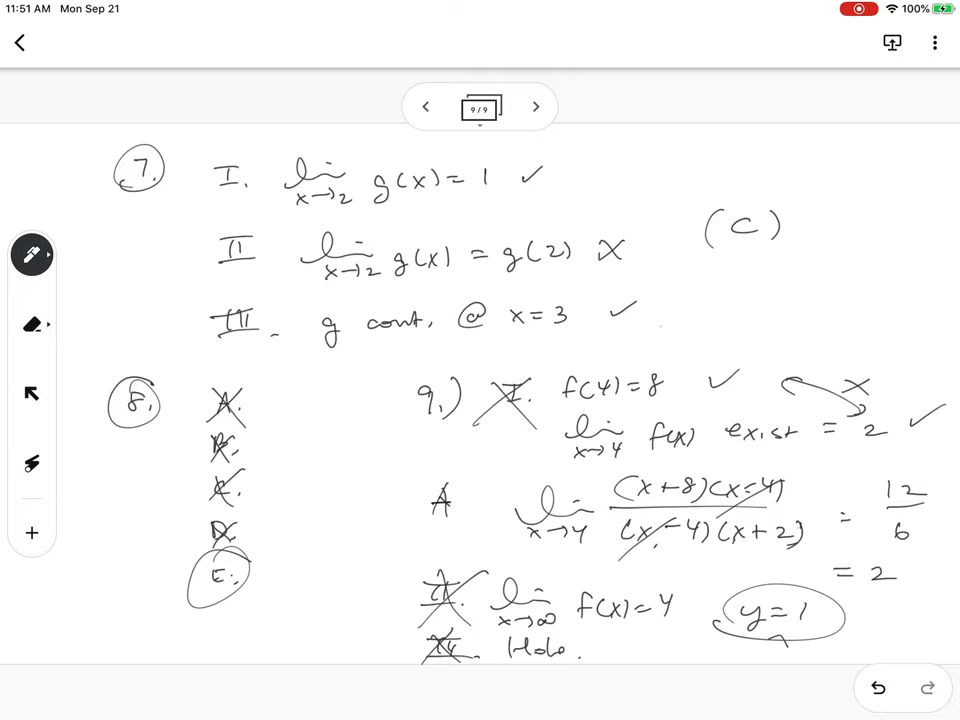 11:51 AM Mon Sep 21
100%
9/9
7.
I. lim x→2 g(x) = 1 ✓
II lim x→2 g(x) = g(2) ✗
(C)
III. g cont. @ x = 3 ✓
8.
A.
B.
C.
D.
E.
9.) I. f(4) = 8 ✓ ✗
lim x→4 f(x) exist = 2 ✓
A lim x→4 (x+8)(x-4) / (x-4)(x+2) = 12/6
= 2
II. lim x→∞ f(x) = 4 y = 1
Hole.